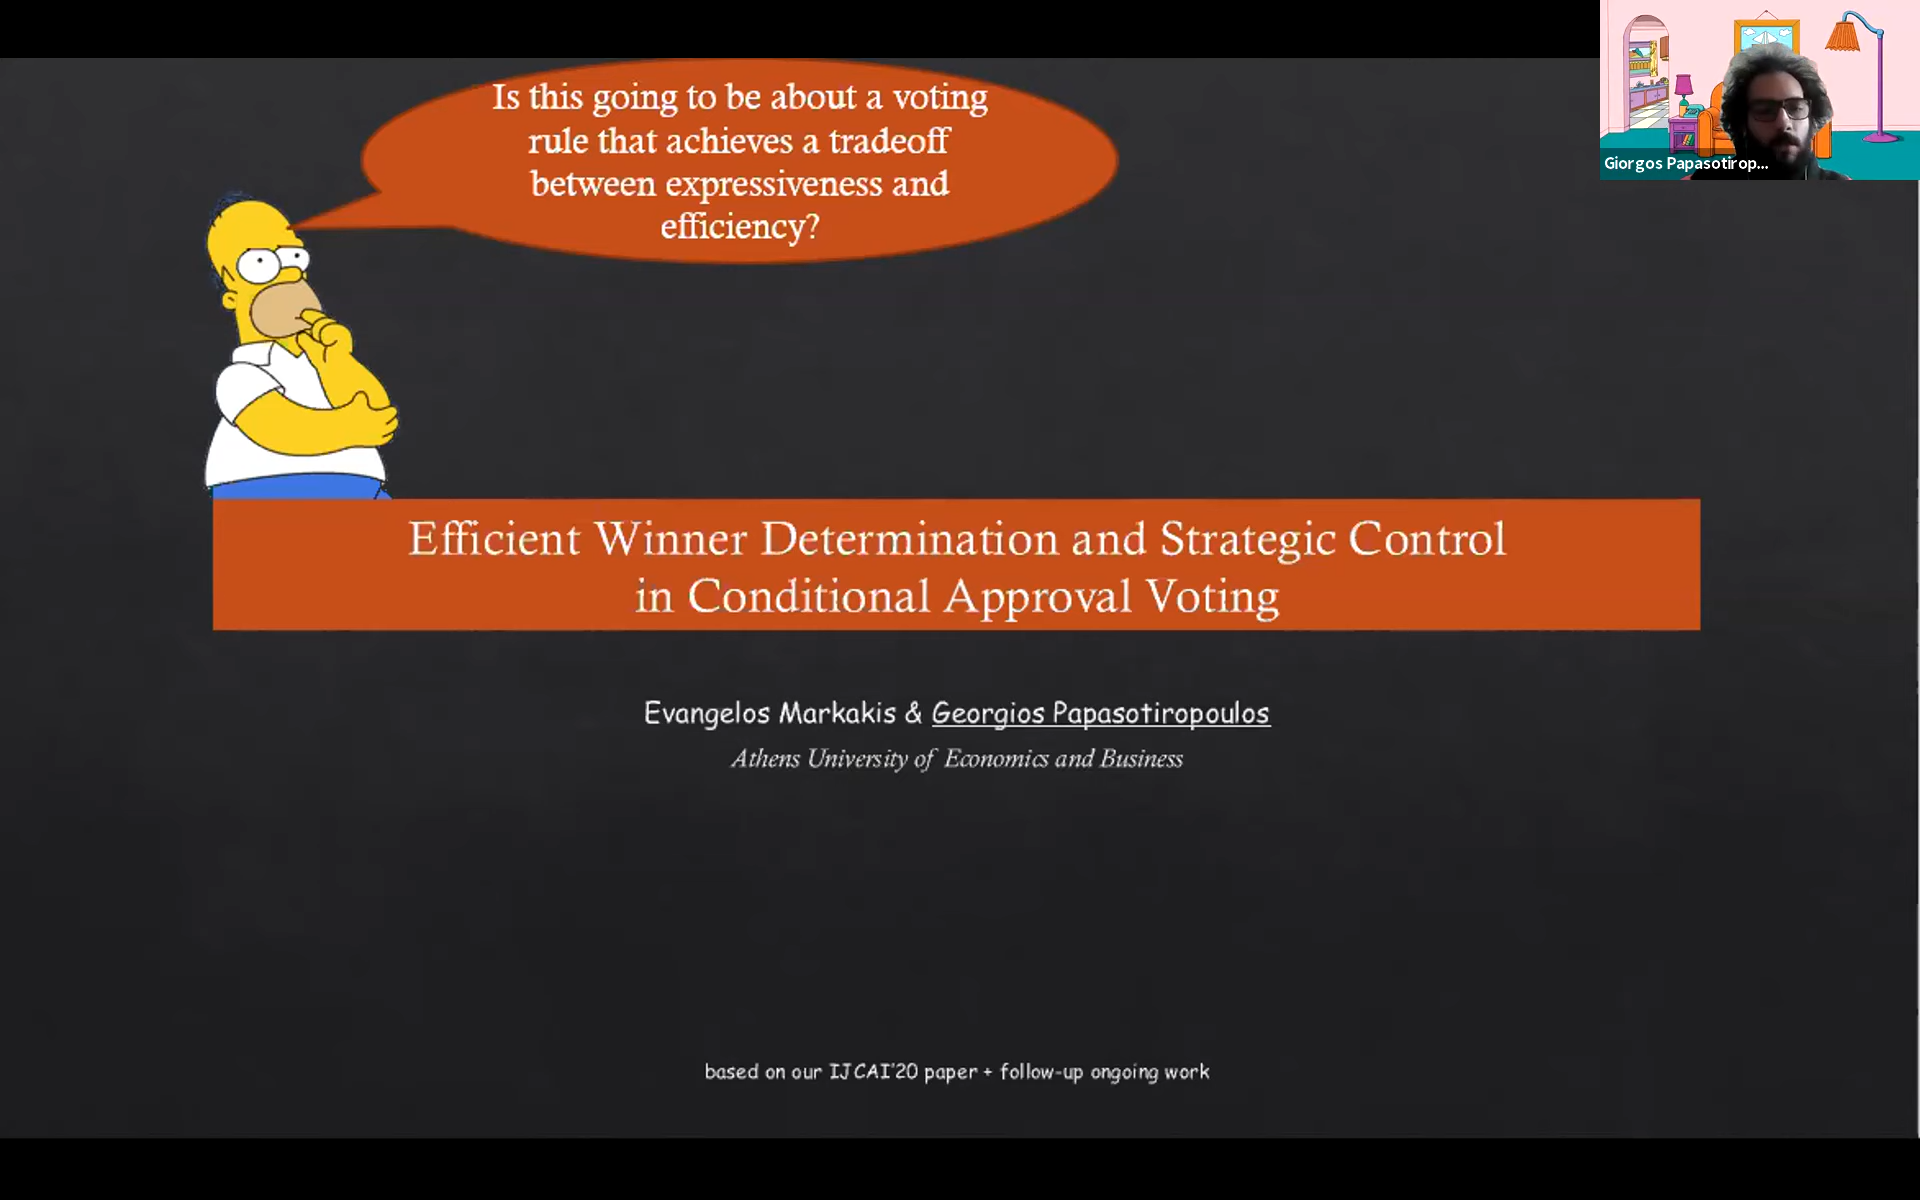 Is this going to be about a voting
rule that achieves a tradeoff
between expressiveness and
efficiency?
Giorgos Papasotirop...
Efficient Winner Determination and Strategic Control
in Conditional Approval Voting
Evangelos Markakis & Georgios Papasotiropoulos
Athens University of Economics and Business
based on our IJCAI'20 paper + follow-up ongoing work